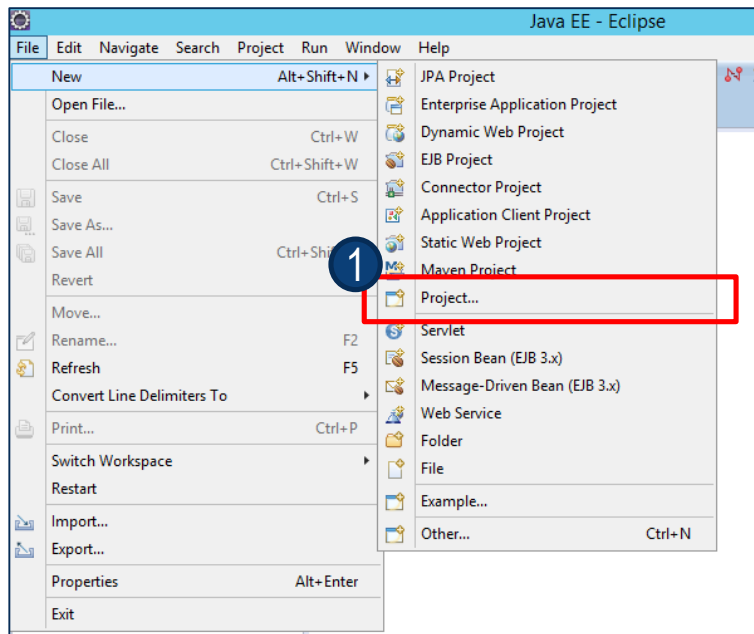 Java EE - Eclipse
File Edit Navigate Search Project Run Window Help
New Alt+Shift+N
Open File...
Close Ctrl+W
Close All Ctrl+Shift+W
Save Ctrl+S
Save As...
Save All Ctrl+Shi
Revert
Move...
Rename... F2
Refresh F5
Convert Line Delimiters To
Print... Ctrl+P
Switch Workspace
Restart
Import...
Export...
Properties Alt+Enter
Exit
JPA Project
Enterprise Application Project
Dynamic Web Project
EJB Project
Connector Project
Application Client Project
Static Web Project
Maven Project
1
Project...
Servlet
Session Bean (EJB 3.x)
Message-Driven Bean (EJB 3.x)
Web Service
Folder
File
Example...
Other... Ctrl+N